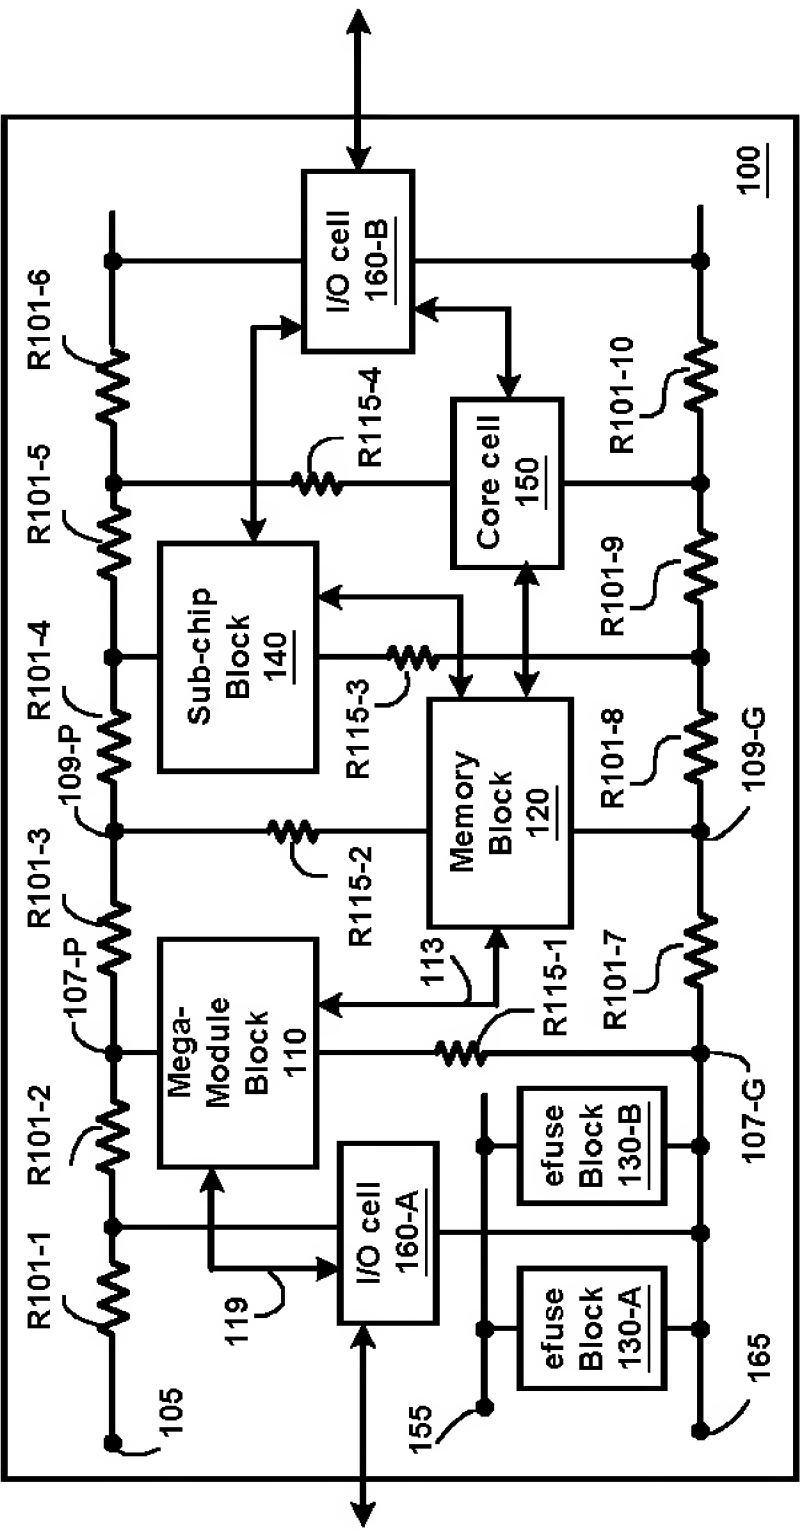 R101-1
R101-2
R101-3
R101-4
R101-5
R101-6
107-P
109-P
105
Mega-
Module
Block
110
Sub-chip
Block
140
I/O cell
160-B
100
119
R115-2
R115-3
R115-4
I/O cell
160-A
113
Memory
Block
120
Core cell
150
155
R115-1
efuse
Block
130-A
efuse
Block
130-B
R101-7
R101-8
R101-9
R101-10
165
107-G
109-G